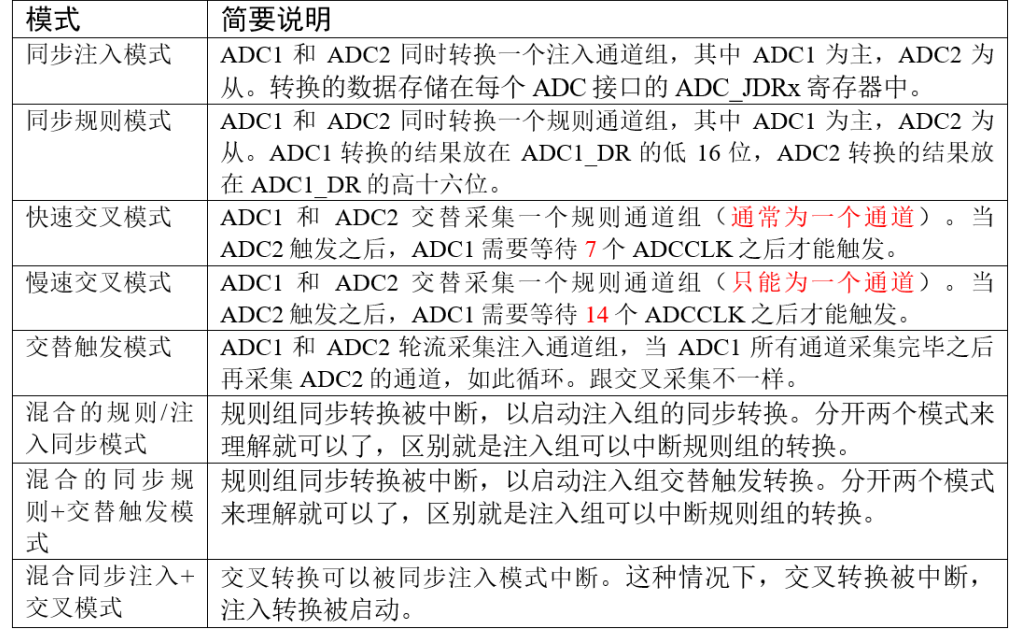 模式 简要说明
同步注入模式 ADC1 和 ADC2 同时转换一个注入通道组，其中 ADC1 为主，ADC2 为
从。转换的数据存储在每个 ADC 接口的 ADC_JDRx 寄存器中。
同步规则模式 ADC1 和 ADC2 同时转换一个规则通道组，其中 ADC1 为主，ADC2 为
从。ADC1 转换的结果放在 ADC1_DR 的低 16 位，ADC2 转换的结果放
在 ADC1_DR 的高十六位。
快速交叉模式 ADC1 和 ADC2 交替采集一个规则通道组（通常为一个通道）。当
ADC2 触发之后，ADC1 需要等待 7 个 ADCCLK 之后才能触发。
慢速交叉模式 ADC1 和 ADC2 交替采集一个规则通道组（只能为一个通道）。当
ADC2 触发之后，ADC1 需要等待 14 个 ADCCLK 之后才能触发。
交替触发模式 ADC1 和 ADC2 轮流采集注入通道组，当 ADC1 所有通道采集完毕之后
再采集 ADC2 的通道，如此循环。跟交叉采集不一样。
混合的规则/注 规则组同步转换被中断，以启动注入组的同步转换。分开两个模式来
入同步模式 理解就可以了，区别就是注入组可以中断规则组的转换。
混合的同步规 规则组同步转换被中断，以启动注入组交替触发转换。分开两个模式
则+交替触发模 来理解就可以了，区别就是注入组可以中断规则组的转换。
式
混合同步注入+ 交叉转换可以被同步注入模式中断。这种情况下，交叉转换被中断，
交叉模式 注入转换被启动。